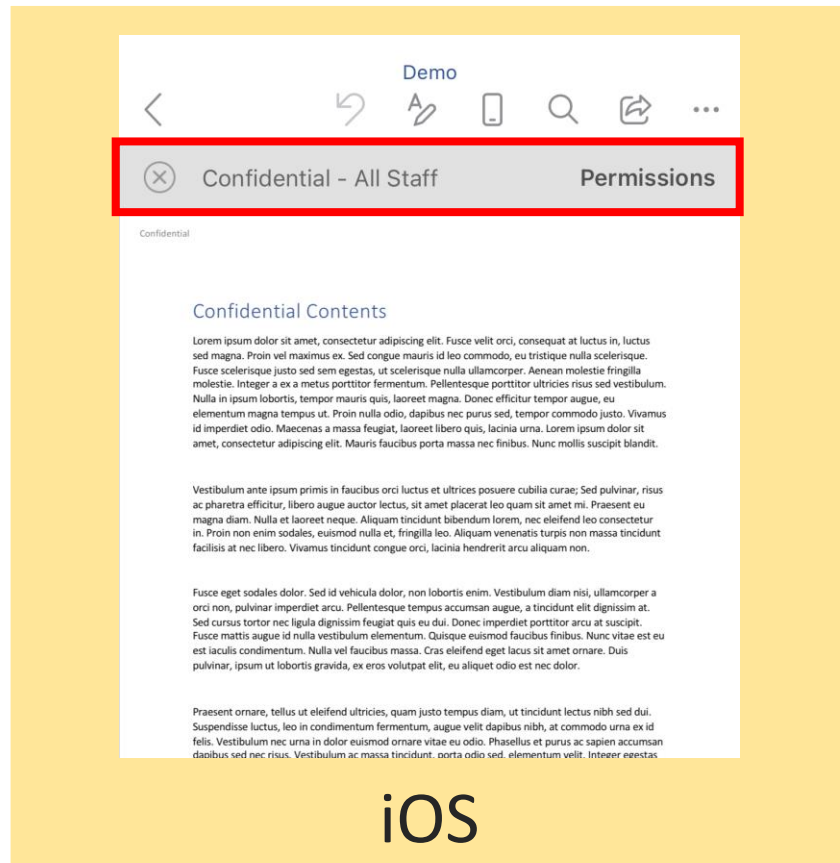 Demo
Confidential - All Staff Permissions
Confidential
Confidential Contents
Lorem ipsum dolor sit amet, consectetur adipiscing elit. Fusce velit orci, consequat at luctus in, luctus
sed magna. Proin vel maximus ex. Sed congue mauris id leo commodo, eu tristique nulla scelerisque.
Fusce scelerisque justo sed sem egestas, ut scelerisque nulla ullamcorper. Aenean molestie fringilla
molestie. Integer a ex a metus porttitor fermentum. Pellentesque porttitor ultricies risus sed vestibulum.
Nulla in ipsum lobortis, tempor mauris quis, laoreet magna. Donec efficitur tempor augue, eu
elementum magna tempus ut. Proin nulla odio, dapibus nec purus sed, tempor commodo justo. Vivamus
id imperdiet odio. Maecenas a massa feugiat, laoreet libero quis, lacinia urna. Lorem ipsum dolor sit
amet, consectetur adipiscing elit. Mauris faucibus porta massa nec finibus. Nunc mollis suscipit blandit.
Vestibulum ante ipsum primis in faucibus orci luctus et ultrices posuere cubilia curae; Sed pulvinar, risus
ac pharetra efficitur, libero augue auctor lectus, sit amet placerat leo quam sit amet mi. Praesent eu
magna diam. Nulla et laoreet neque. Aliquam tincidunt bibendum lorem, nec eleifend leo consectetur
in. Proin non enim sodales, euismod nulla et, fringilla leo. Aliquam venenatis turpis non massa tincidunt
facilisis at nec libero. Vivamus tincidunt congue orci, lacinia hendrerit arcu aliquam non.
Fusce eget sodales dolor. Sed id vehicula dolor, non lobortis enim. Vestibulum diam nisi, ullamcorper a
orci non, pulvinar imperdiet arcu. Pellentesque tempus accumsan augue, a tincidunt elit dignissim at.
Sed cursus tortor nec ligula dignissim feugiat quis eu dui. Donec imperdiet porttitor arcu at suscipit.
Fusce mattis augue id nulla vestibulum elementum. Quisque euismod faucibus finibus. Nunc vitae est eu
est iaculis condimentum. Nulla vel faucibus massa. Cras eleifend eget lacus sit amet ornare. Duis
pulvinar, ipsum ut lobortis gravida, ex eros volutpat elit, eu aliquet odio est nec dolor.
Praesent ornare, tellus ut eleifend ultricies, quam justo tempus diam, ut tincidunt lectus nibh sed dui.
Suspendisse luctus, leo in condimentum fermentum, augue velit dapibus nibh, at commodo urna ex id
felis. Vestibulum nec urna in dolor euismod ornare vitae eu odio. Phasellus et purus ac sapien accumsan
dapibus sed nec risus. Vestibulum ac massa tincidunt, porta odio sed, elementum velit. Integer egestas
iOS